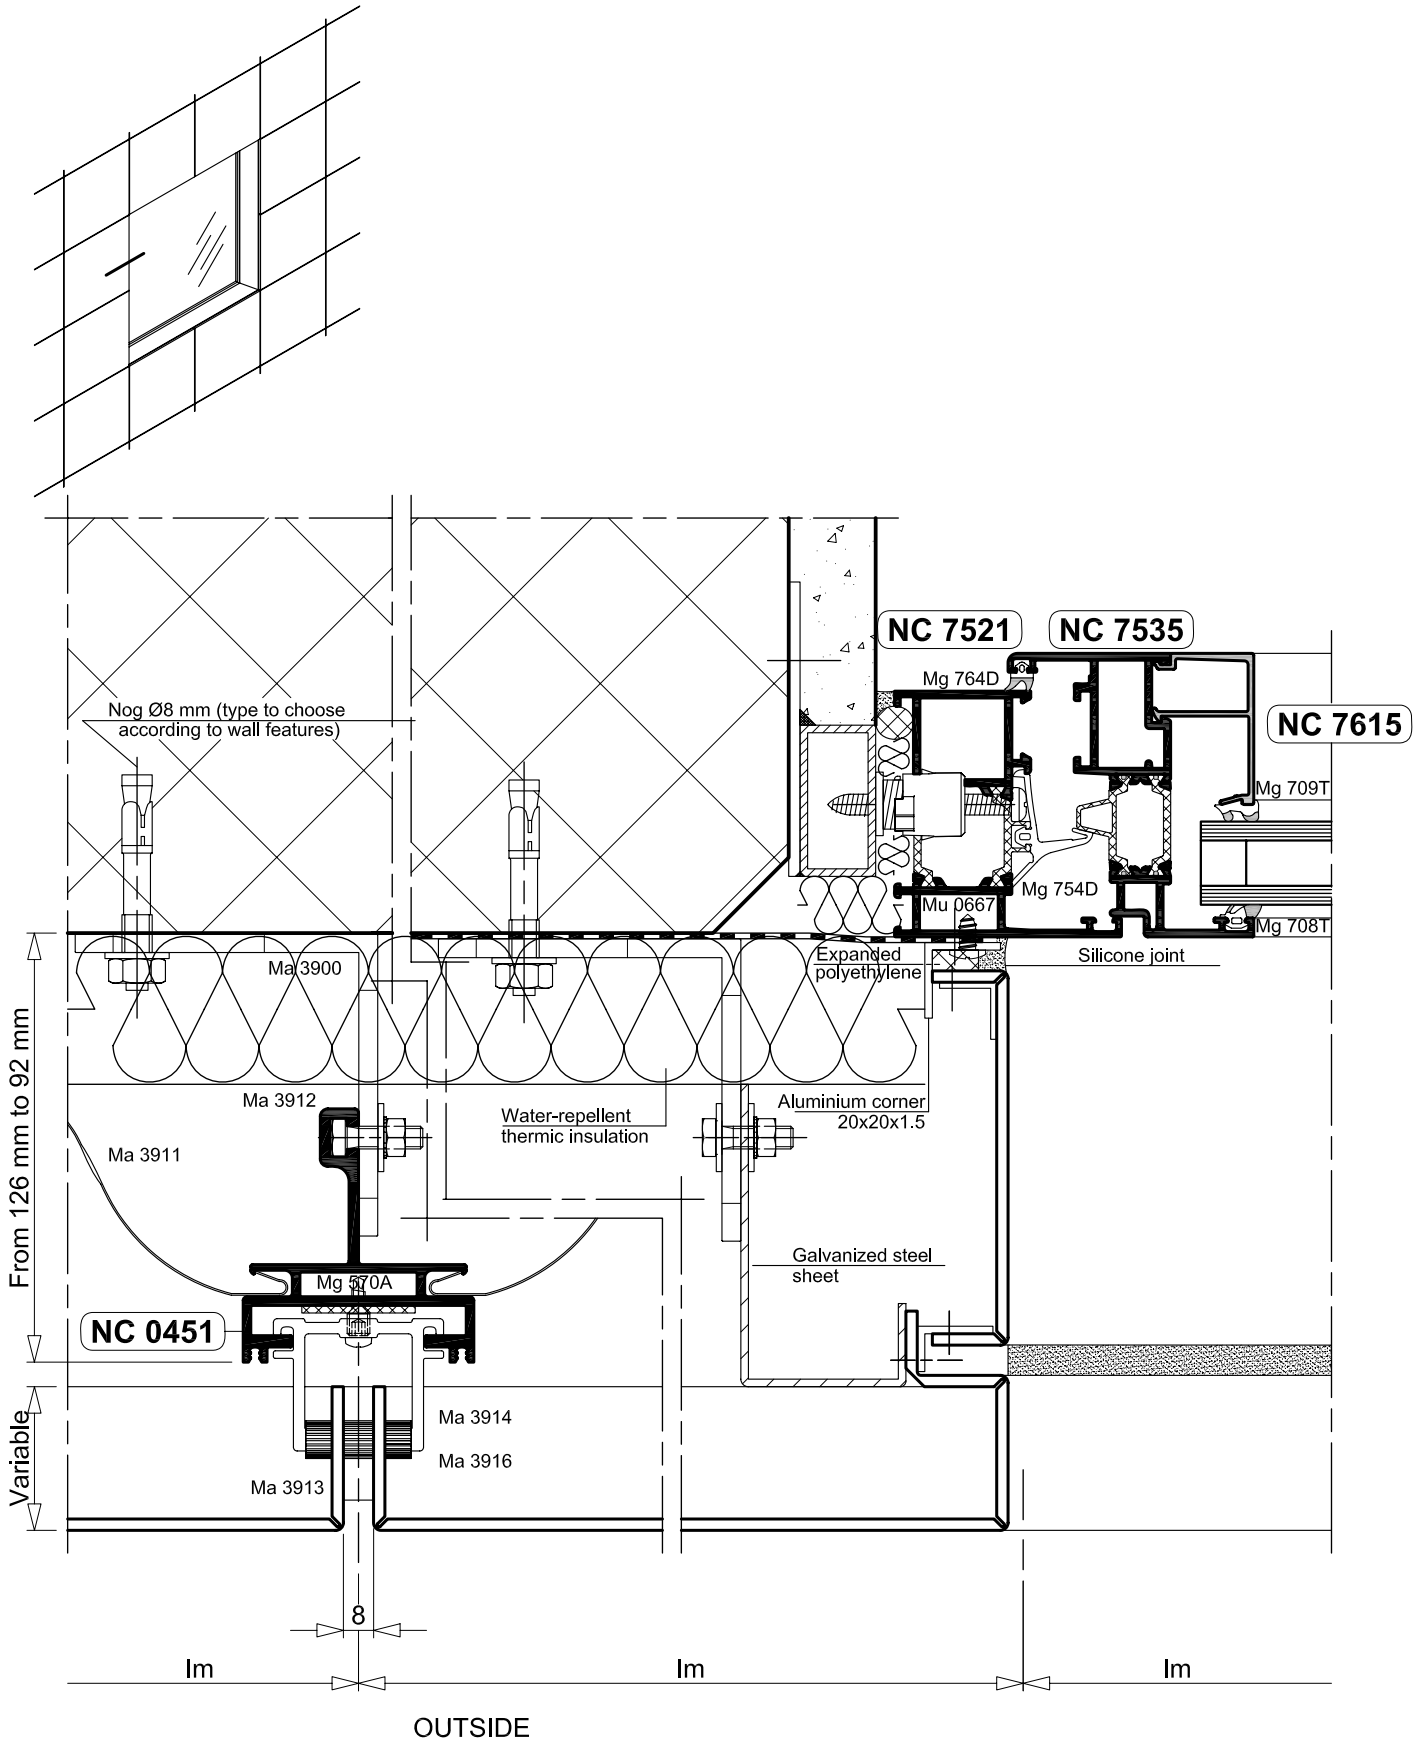 NC 7521
NC 7535
Mg 764D
Nog Ø8 mm (type to choose
according to wall features)
NC 7615
Mg 709T
Mg 754D
Mu 0667
Mg 708T
Expanded
polyethylene
Silicone joint
Ma 3900
From 126 mm to 92 mm
Ma 3912
Aluminium corner
20x20x1.5
Water-repellent
thermic insulation
Ma 3911
Galvanized steel
sheet
Mg 570A
NC 0451
Variable
Ma 3914
Ma 3916
Ma 3913
8
lm
lm
lm
OUTSIDE